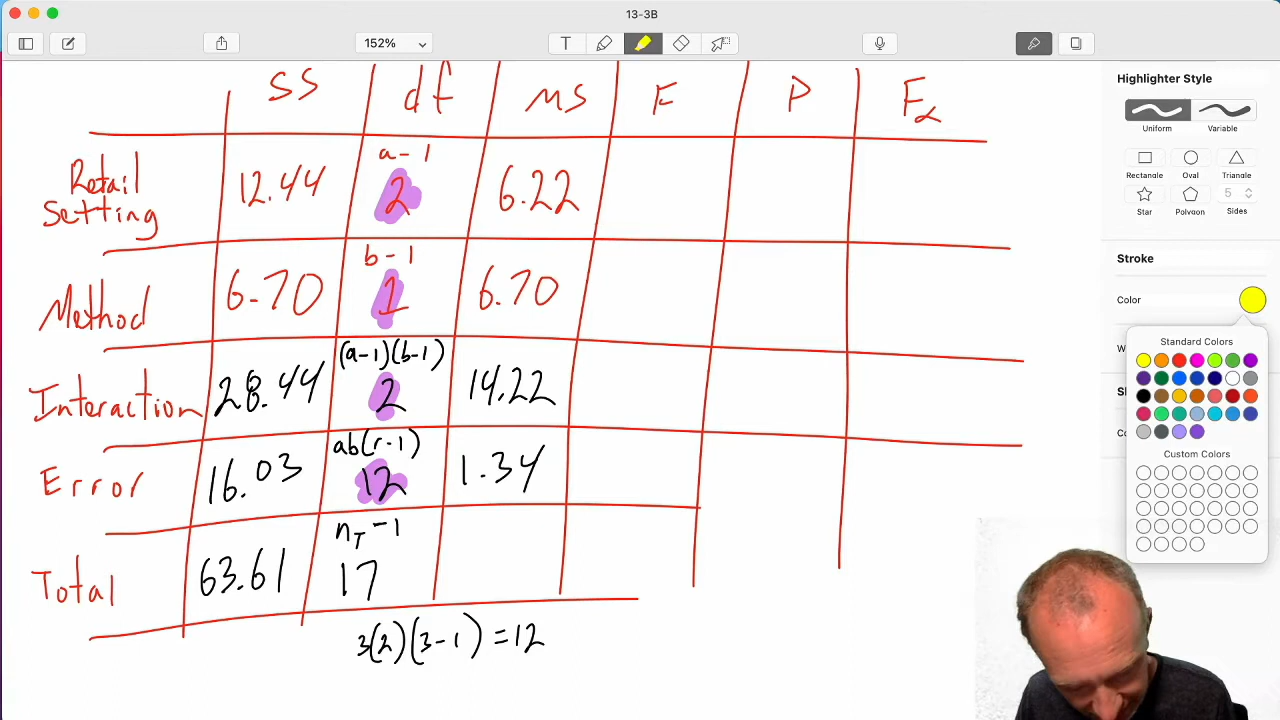 13-3B
152%
T
SS df MS F P Fα
Retail Setting 12.44 a-1 2 6.22
Method 6.70 b-1 1 6.70
Interaction 28.44 (a-1)(b-1) 2 14.22
Error 16.03 ab(r-1) 12 1.34
Total 63.61 nT-1 17
3(2)(3-1)=12
Highlighter Style
Uniform Variable
Rectangle Oval Triangle
5
Star Polygon Sides
Stroke
Color
Standard Colors
Custom Colors